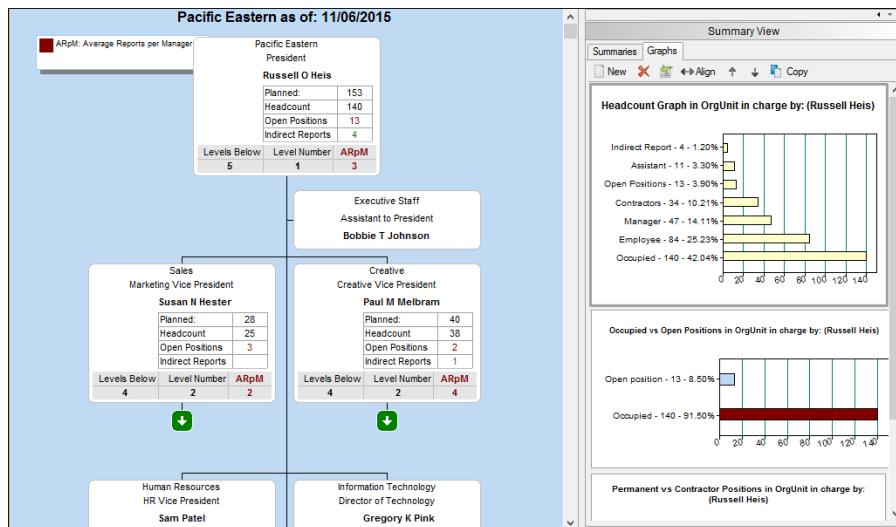 Pacific Eastern as of: 11/06/2015
ARpM: Average Reports per Manager
Pacific Eastern
President
Russell O Heis
Planned: 153
Headcount 140
Open Positions 13
Indirect Reports 4
Levels Below Level Number ARpM
5 1 3
Executive Staff
Assistant to President
Bobbie T Johnson
Sales
Marketing Vice President
Susan N Hester
Planned: 28
Headcount 25
Open Positions 3
Indirect Reports
Levels Below Level Number ARpM
4 2 2
Creative
Creative Vice President
Paul M Melbram
Planned: 40
Headcount 38
Open Positions 2
Indirect Reports 1
Levels Below Level Number ARpM
4 2 4
Human Resources
HR Vice President
Sam Patel
Information Technology
Director of Technology
Gregory K Pink
Summary View
Summaries Graphs
New Align Copy
Headcount Graph in OrgUnit in charge by: (Russell Heis)
Indirect Report - 4 - 1.20%
Assistant - 11 - 3.30%
Open Positions - 13 - 3.90%
Contractors - 34 - 10.21%
Manager - 47 - 14.11%
Employee - 84 - 25.23%
Occupied - 140 - 42.04%
0 20 40 60 80 100 120 140
Occupied vs Open Positions in OrgUnit in charge by: (Russell Heis)
Open position - 13 - 8.50%
Occupied - 140 - 91.50%
0 20 40 60 80 100 120 140
Permanent vs Contractor Positions in OrgUnit in charge by:
(Russell Heis)